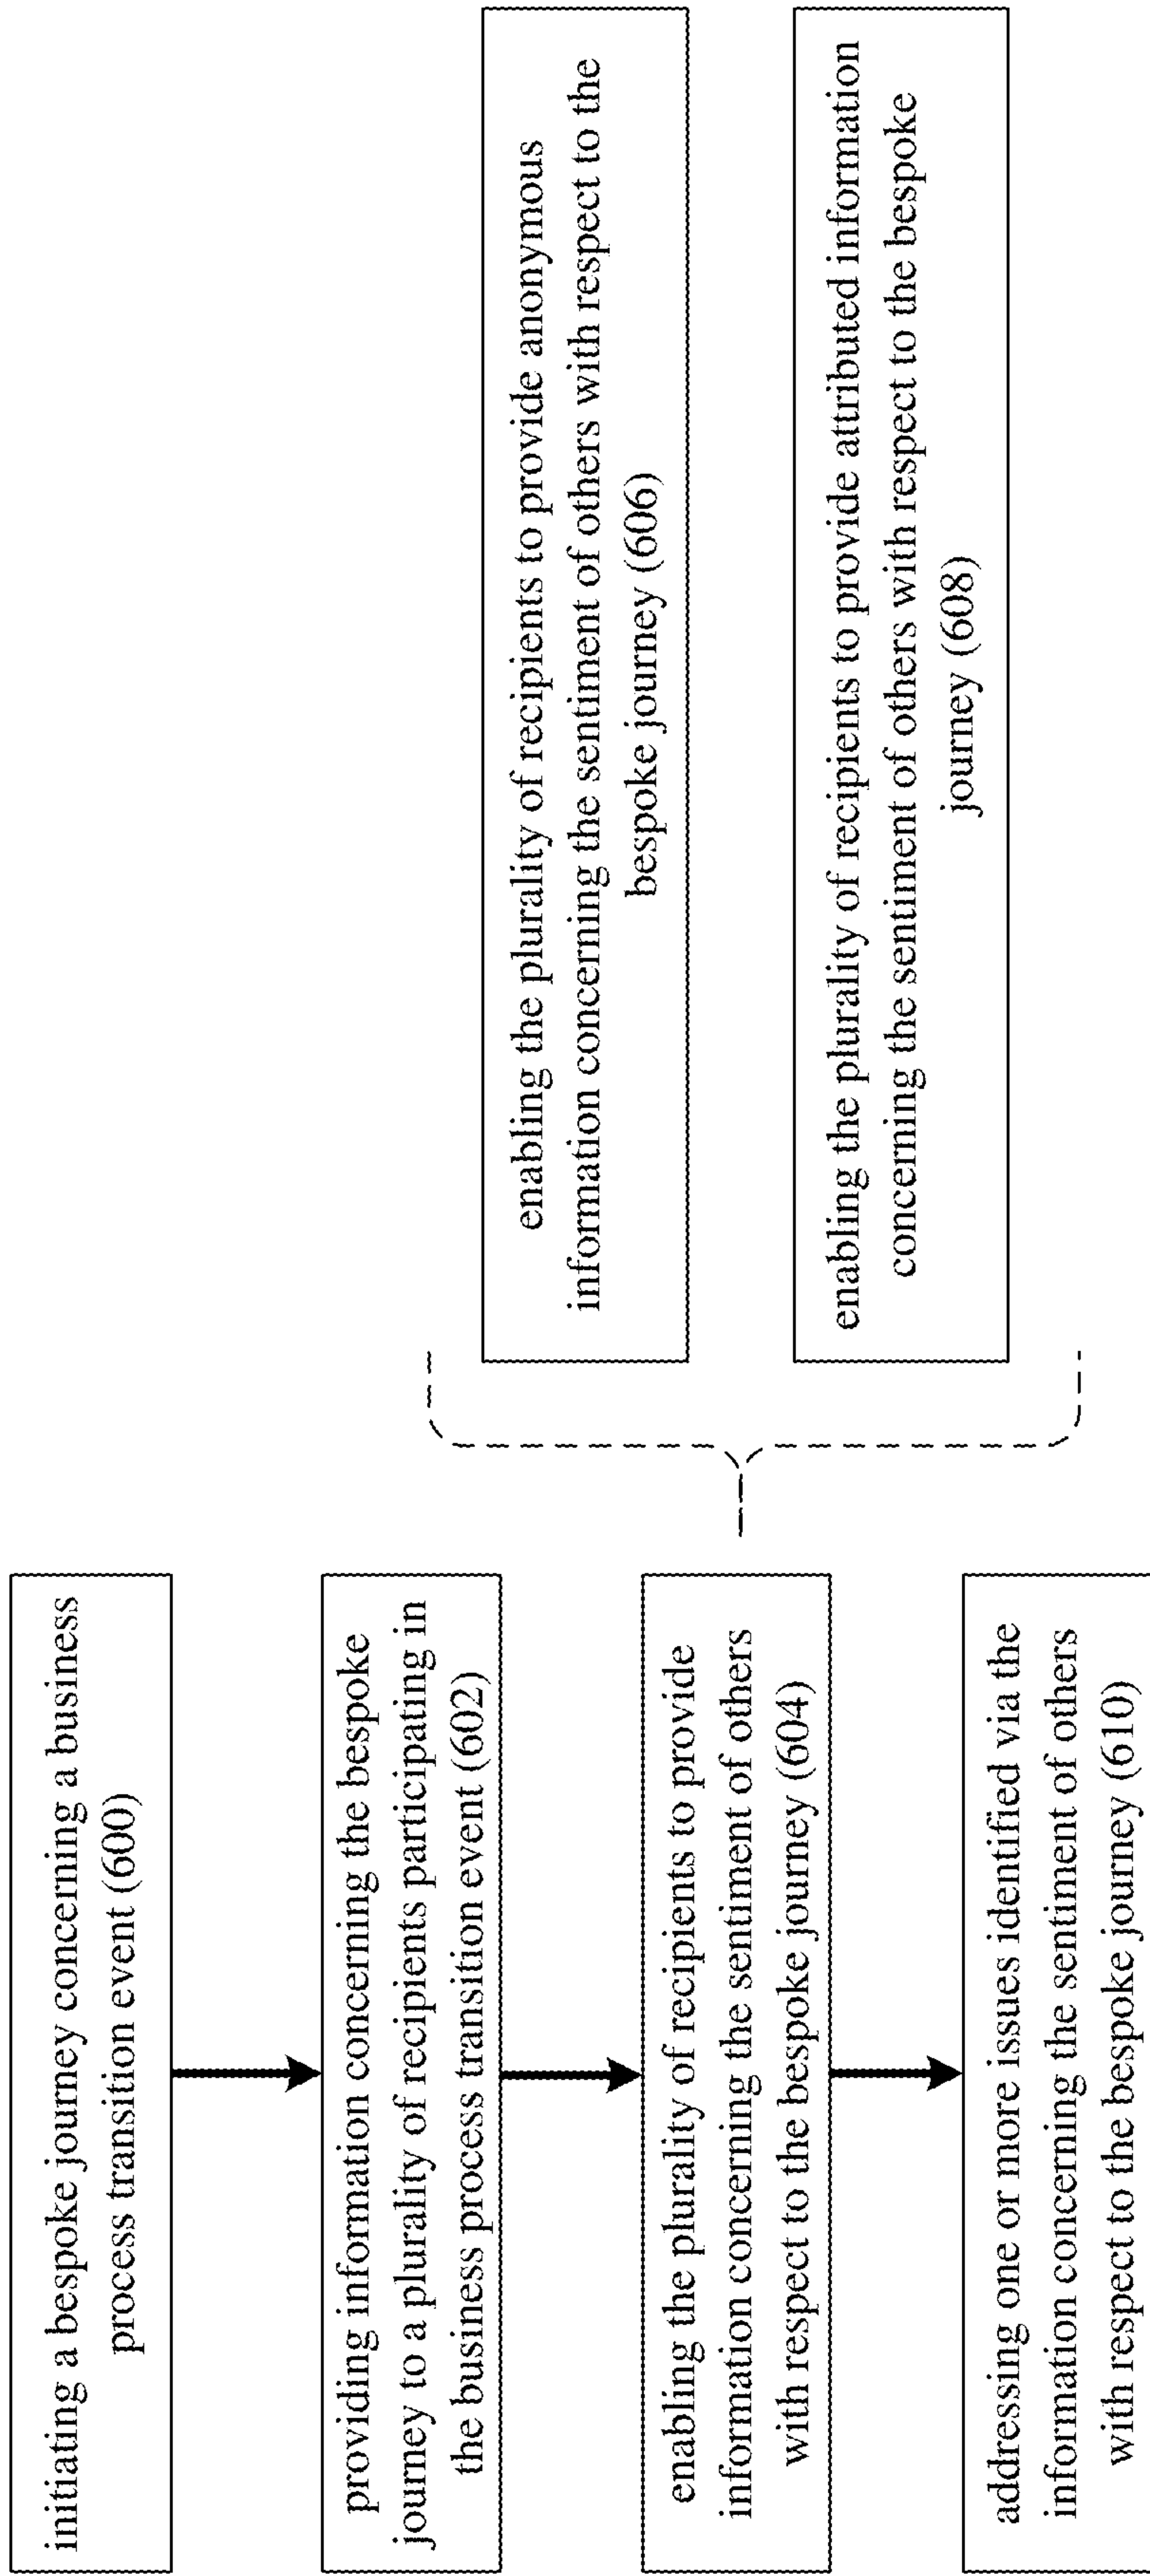 initiating a bespoke journey concerning a business
process transition event (600)
providing information concerning the bespoke
journey to a plurality of recipients participating in
the business process transition event (602)
enabling the plurality of recipients to provide
information concerning the sentiment of others
with respect to the bespoke journey (604)
enabling the plurality of recipients to provide anonymous
information concerning the sentiment of others with respect to the
bespoke journey (606)
enabling the plurality of recipients to provide attributed information
concerning the sentiment of others with respect to the bespoke
journey (608)
addressing one or more issues identified via the
information concerning the sentiment of others
with respect to the bespoke journey (610)